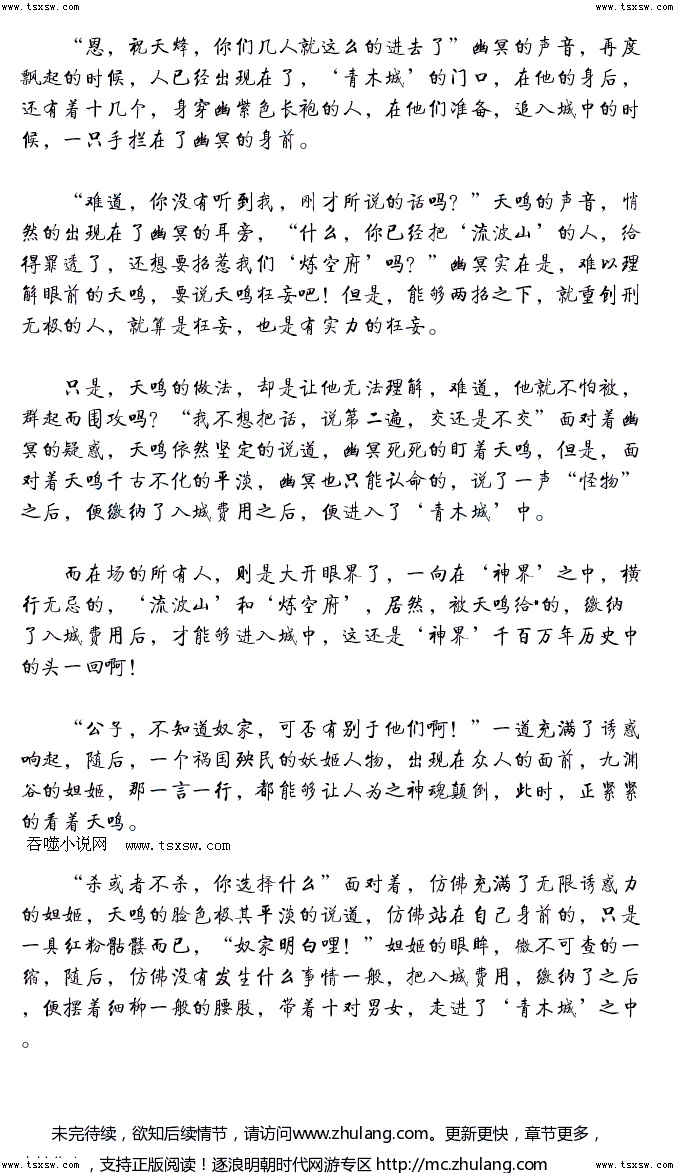 www.tsxsw.com www.tsxsw.com
“恩，祝天烽，你们几人就这么的进去了”幽冥的声音，再度
飘起的时候，人已经出现在了，‘青木城’的门口，在他的身后，
还有着十几个，身穿幽紫色长袍的人，在他们准备，追入城中的时
候，一只手拦在了幽冥的身前。
“难道，你没有听到我，刚才所说的话吗？”天鸣的声音，悄
然的出现在了幽冥的耳旁，“什么，你已经把‘流波山’的人，给
得罪透了，还想要招惹我们‘炼空府’吗？”幽冥实在是，难以理
解眼前的天鸣，要说天鸣狂妄吧！但是，能够两招之下，就重创刑
无极的人，就算是狂妄，也是有实力的狂妄。
只是，天鸣的做法，却是让他无法理解，难道，他就不怕被，
群起而围攻吗？“我不想把话，说第二遍，交还是不交”面对着幽
冥的疑惑，天鸣依然坚定的说道，幽冥死死的盯着天鸣，但是，面
对着天鸣千古不化的平淡，幽冥也只能认命的，说了一声“怪物”
之后，便缴纳了入城费用之后，便进入了‘青木城’中。
而在场的所有人，则是大开眼界了，一向在‘神界’之中，横
行无忌的，‘流波山’和‘炼空府’，居然，被天鸣给*的，缴纳
了入城费用后，才能够进入城中，这还是‘神界’千百万年历史中
的头一回啊！
“公子，不知道奴家，可否有别于他们啊！”一道充满了诱惑
响起，随后，一个祸国殃民的妖姬人物，出现在众人的面前，九渊
谷的妲姬，那一言一行，都能够让人为之神魂颠倒，此时，正紧紧
的看着天鸣。
吞噬小说网 www.tsxsw.com
“杀或者不杀，你选择什么”面对着，仿佛充满了无限诱惑力
的妲姬，天鸣的脸色极其平淡的说道，仿佛站在自己身前的，只是
一具红粉骷髅而已，“奴家明白哩！”妲姬的眼眸，微不可查的一
缩，随后，仿佛没有发生什么事情一般，把入城费用，缴纳了之后
，便摆着细柳一般的腰肢，带着十对男女，走进了‘青木城’之中
。
未完待续，欲知后续情节，请访问www.zhulang.com。更新更快，章节更多，
，支持正版阅读！逐浪明朝时代网游专区 http://mc.zhulang.com
www.tsxsw.com www.tsxsw.com